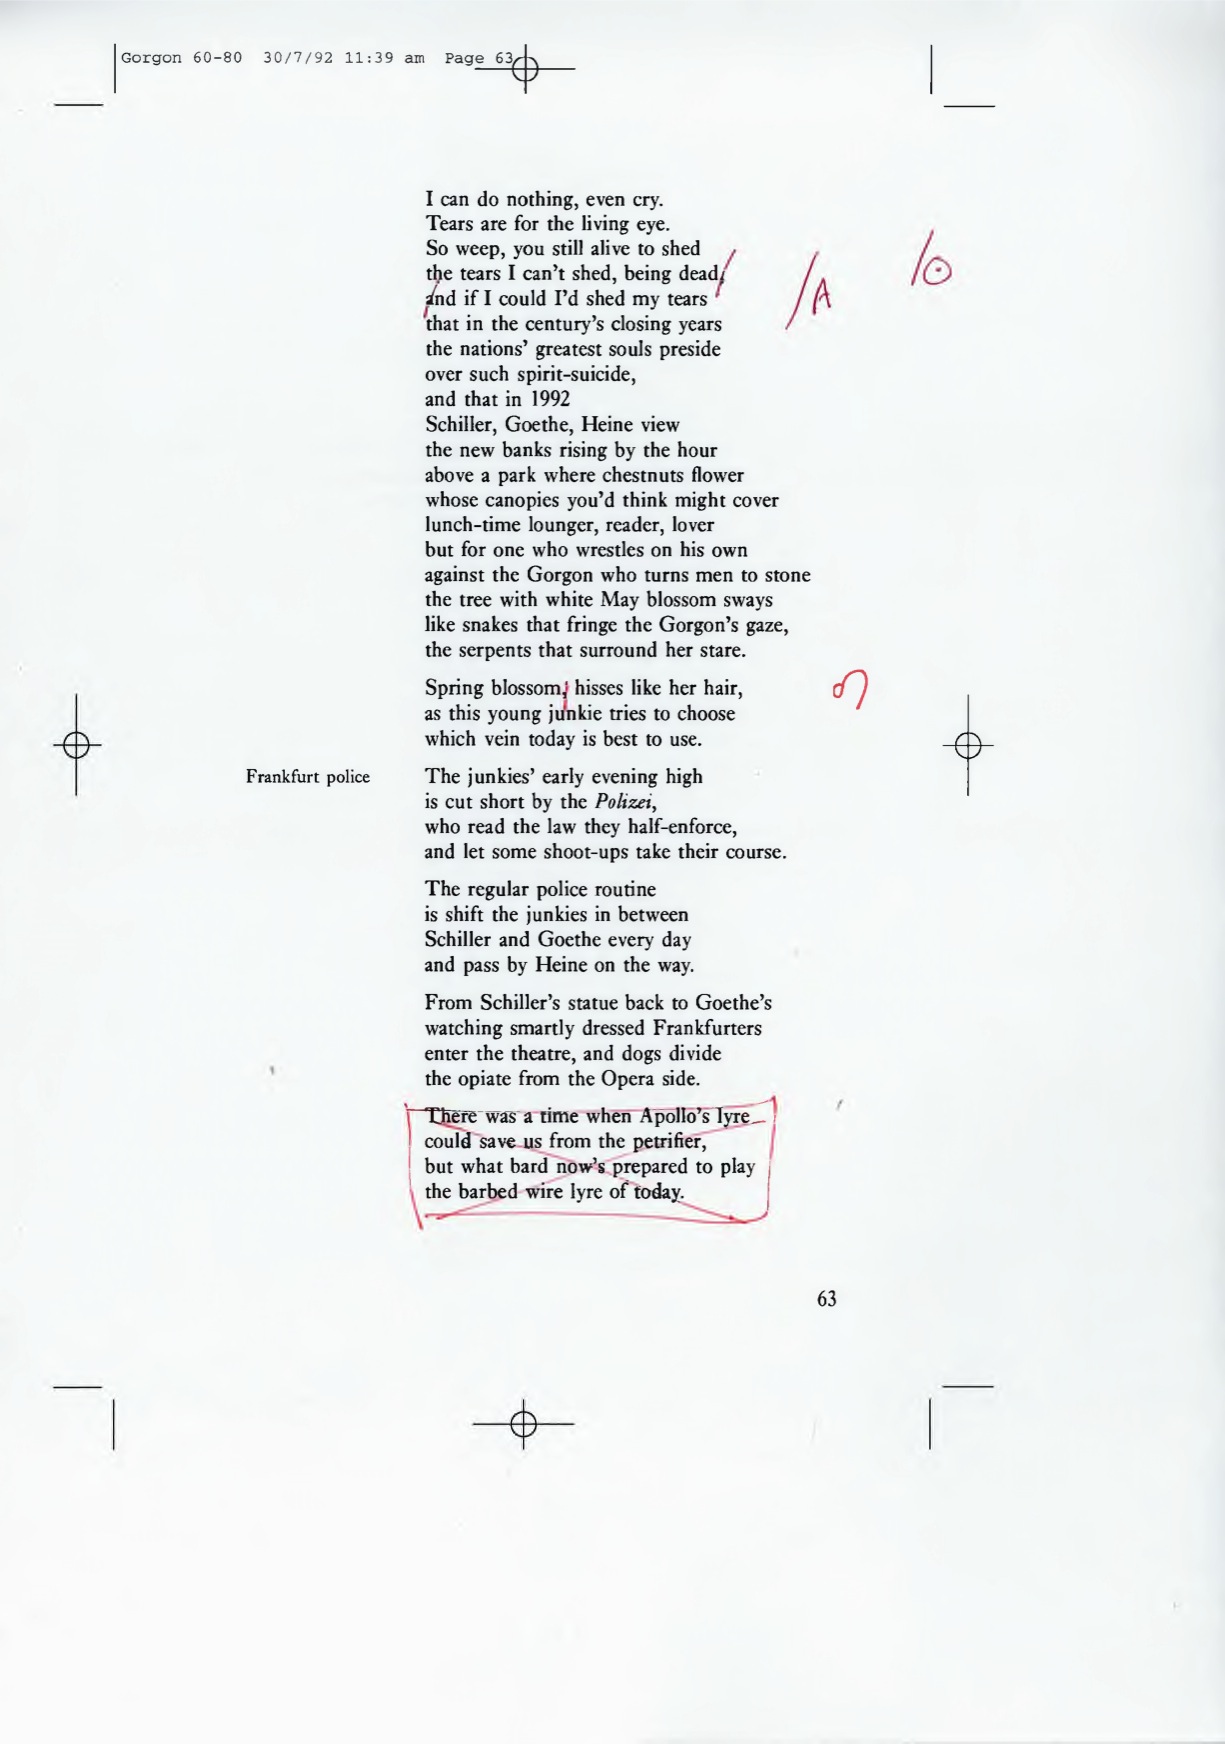 Gorgon 60-80 30/7/92 11:39 am Page 63
I can do nothing, even cry.
Tears are for the living eye.
So weep, you still alive to shed
the tears I can't shed, being dead,
and if I could I'd shed my tears
that in the century's closing years
the nations' greatest souls preside
over such spirit-suicide,
and that in 1992
Schiller, Goethe, Heine view
the new banks rising by the hour
above a park where chestnuts flower
whose canopies you'd think might cover
lunch-time lounger, reader, lover
but for one who wrestles on his own
against the Gorgon who turns men to stone
the tree with white May blossom sways
like snakes that fringe the Gorgon's gaze,
the serpents that surround her stare.
Spring blossom, hisses like her hair,
as this young junkie tries to choose
which vein today is best to use.
Frankfurt police
The junkies' early evening high
is cut short by the Polizei,
who read the law they half-enforce,
and let some shoot-ups take their course.
The regular police routine
is shift the junkies in between
Schiller and Goethe every day
and pass by Heine on the way.
From Schiller's statue back to Goethe's
watching smartly dressed Frankfurters
enter the theatre, and dogs divide
the opiate from the Opera side.
There was a time when Apollo's lyre
could save us from the petrifier,
but what bard now's prepared to play
the barbed wire lyre of today.
63
/A
/⊙